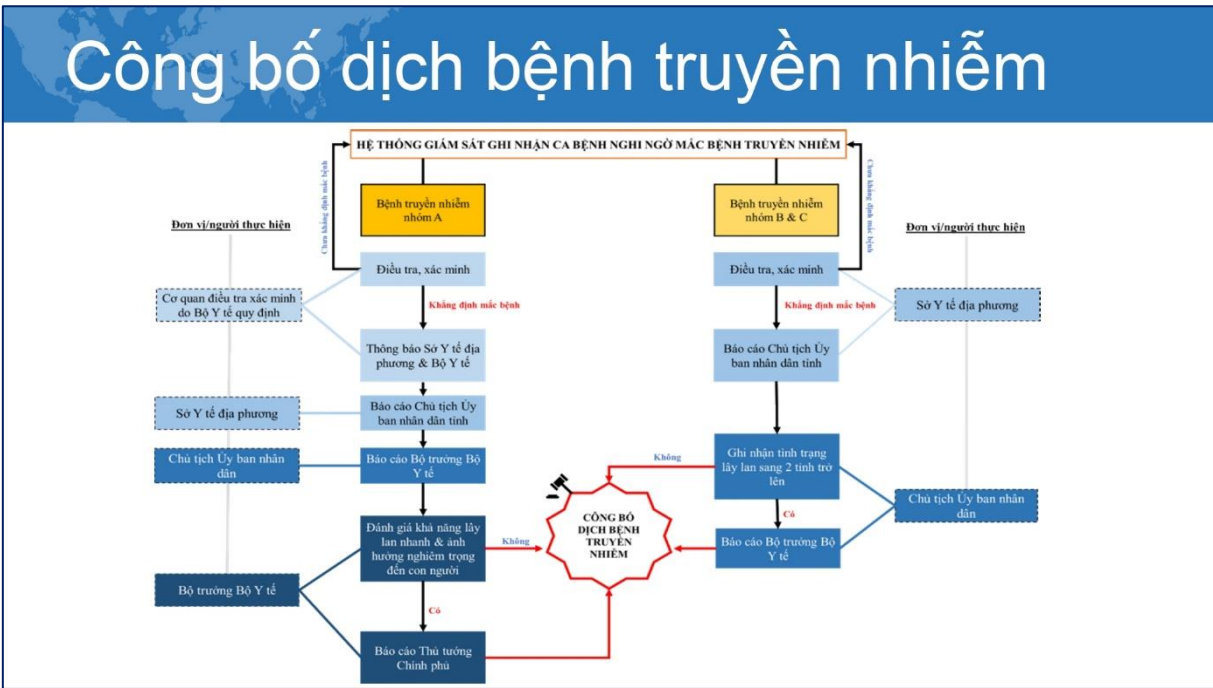 Công bố dịch bệnh truyền nhiễm
HỆ THỐNG GIÁM SÁT GHI NHẬN CA BỆNH NGHI NGỜ MẮC BỆNH TRUYỀN NHIỄM
Chưa khẳng định mắc bệnh
Bệnh truyền nhiễm
nhóm A
Đơn vị/người thực hiện
Điều tra, xác minh
Cơ quan điều tra xác minh
do Bộ Y tế quy định
Khẳng định mắc bệnh
Thông báo Sở Y tế địa
phương & Bộ Y tế
Sở Y tế địa phương
Báo cáo Chủ tịch Ủy
ban nhân dân tỉnh
Chủ tịch Ủy ban nhân
dân
Báo cáo Bộ trưởng Bộ
Y tế
Đánh giá khả năng lây
lan nhanh & ảnh
hưởng nghiêm trọng
đến con người
Không
Bộ trưởng Bộ Y tế
Có
Báo cáo Thủ tướng
Chính phủ
CÔNG BỐ
DỊCH BỆNH
TRUYỀN
NHIỄM
Bệnh truyền nhiễm
nhóm B & C
Chưa khẳng định mắc bệnh
Đơn vị/người thực hiện
Điều tra, xác minh
Khẳng định mắc bệnh
Sở Y tế địa phương
Báo cáo Chủ tịch Ủy
ban nhân dân tỉnh
Không
Ghi nhận tình trạng
lây lan sang 2 tỉnh trở
lên
Có
Chủ tịch Ủy ban nhân
dân
Báo cáo Bộ trưởng Bộ
Y tế